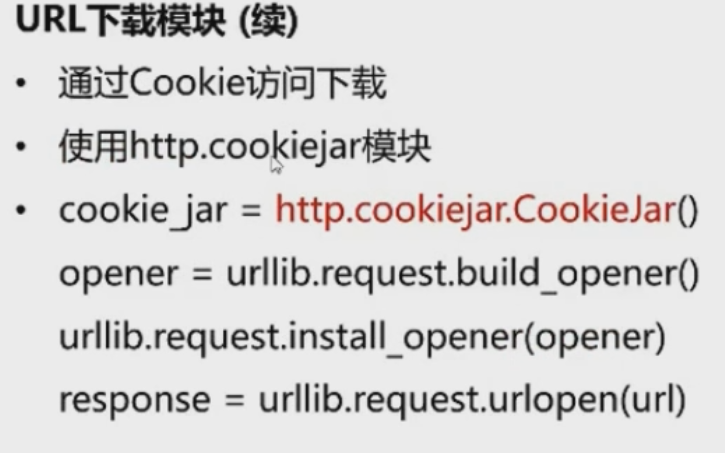 URL下载模块 (续)
• 通过Cookie访问下载
• 使用http.cookiejar模块
• cookie_jar = http.cookiejar.CookieJar()
opener = urllib.request.build_opener()
urllib.request.install_opener(opener)
response = urllib.request.urlopen(url)